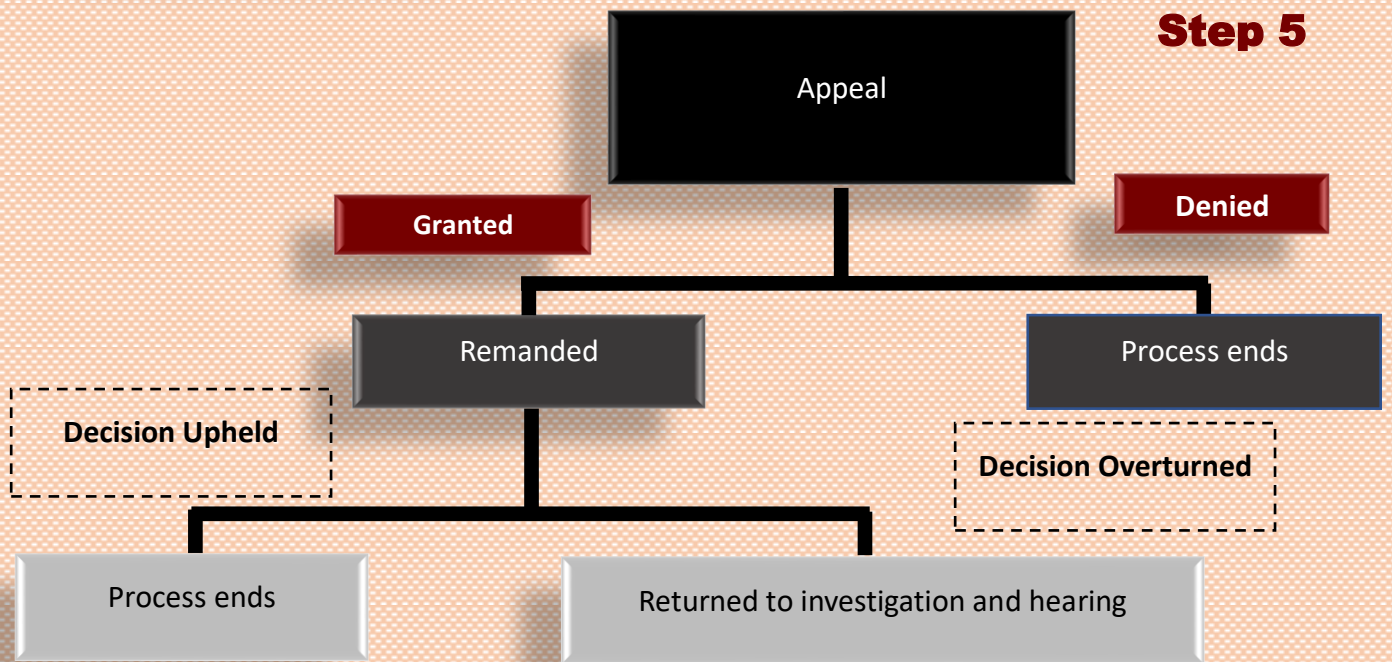 Step 5
Appeal
Granted
Denied
Remanded
Process ends
Decision Upheld
Decision Overturned
Process ends
Returned to investigation and hearing